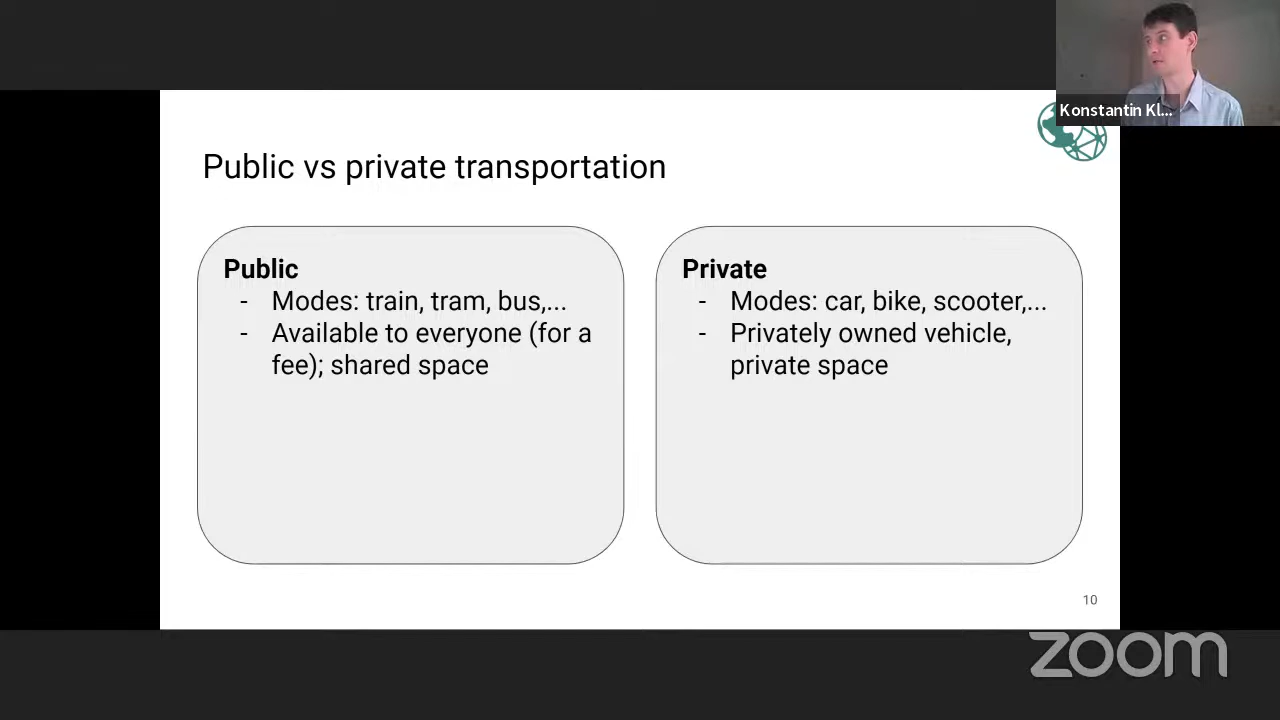 Konstantin Kl...
Public vs private transportation
Public
- Modes: train, tram, bus,...
- Available to everyone (for a
fee); shared space
Private
- Modes: car, bike, scooter,...
- Privately owned vehicle,
private space
10
zoom